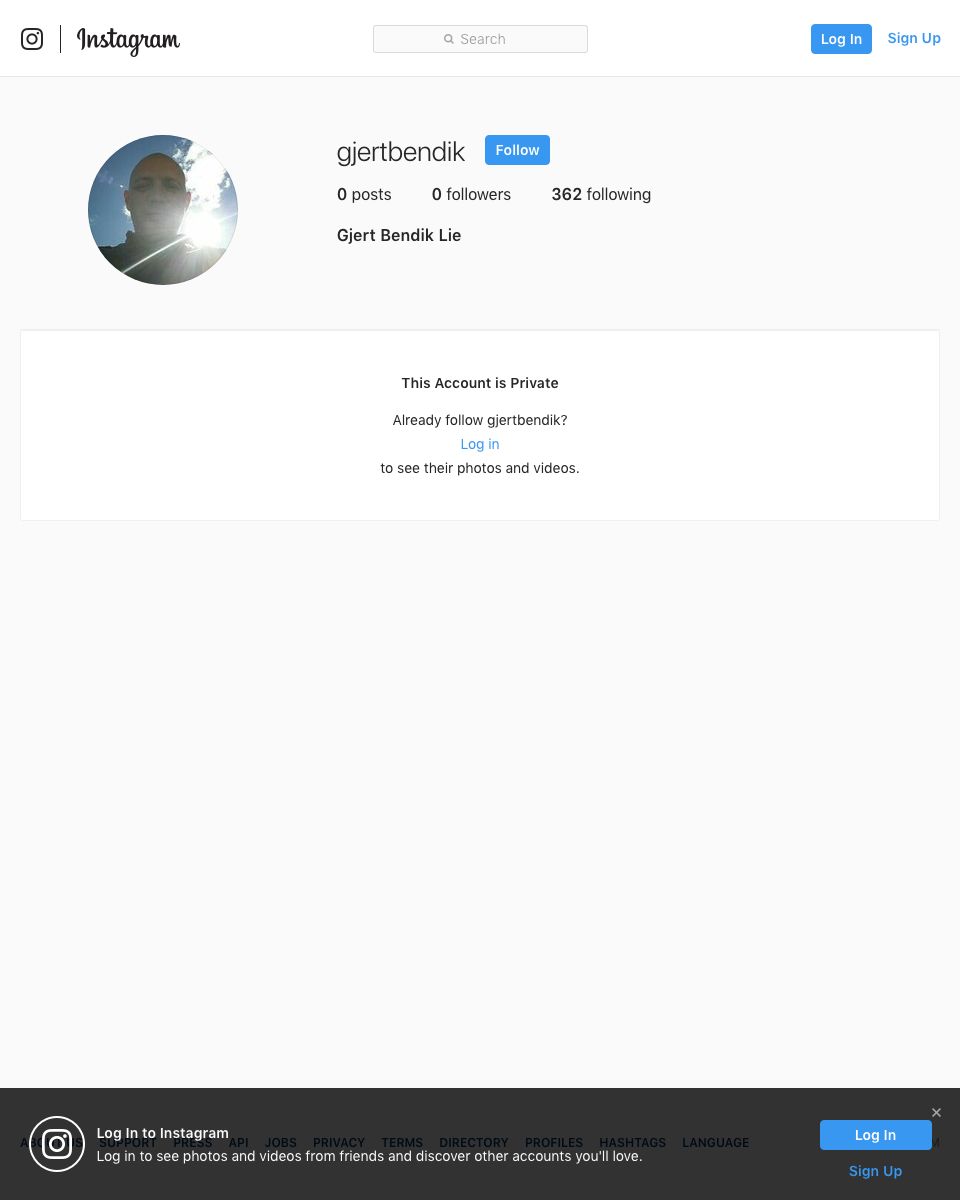 Instagram
Search
Log In
Sign Up
gjertbendik
Follow
0 posts
0 followers
362 following
Gjert Bendik Lie
This Account is Private
Already follow gjertbendik?
Log in
to see their photos and videos.
SUPPORT PRESS API JOBS PRIVACY TERMS DIRECTORY PROFILES HASHTAGS LANGUAGE
Log In to Instagram
Log in to see photos and videos from friends and discover other accounts you'll love.
Log In
Sign Up